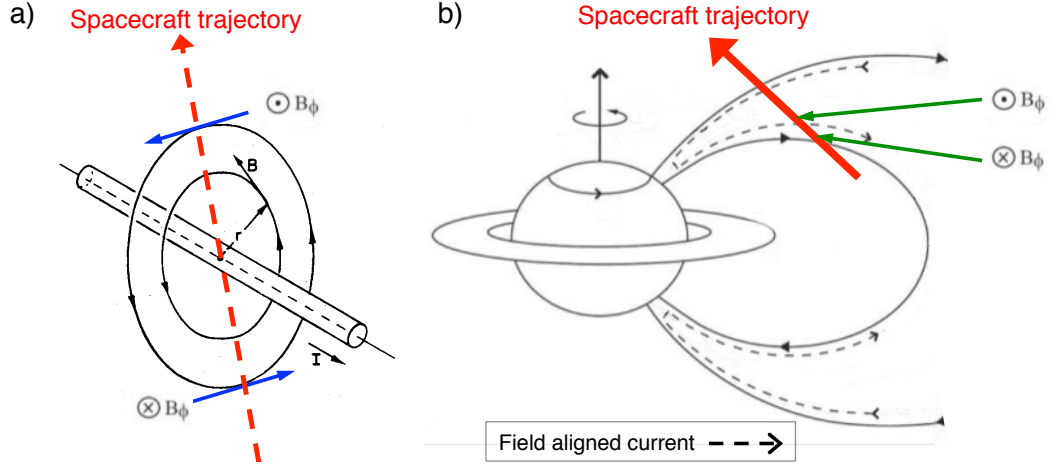 a)
Spacecraft trajectory
⊙ Bϕ
B
r
I
⊗ Bϕ
b)
Spacecraft trajectory
⊙ Bϕ
⊗ Bϕ
Field aligned current